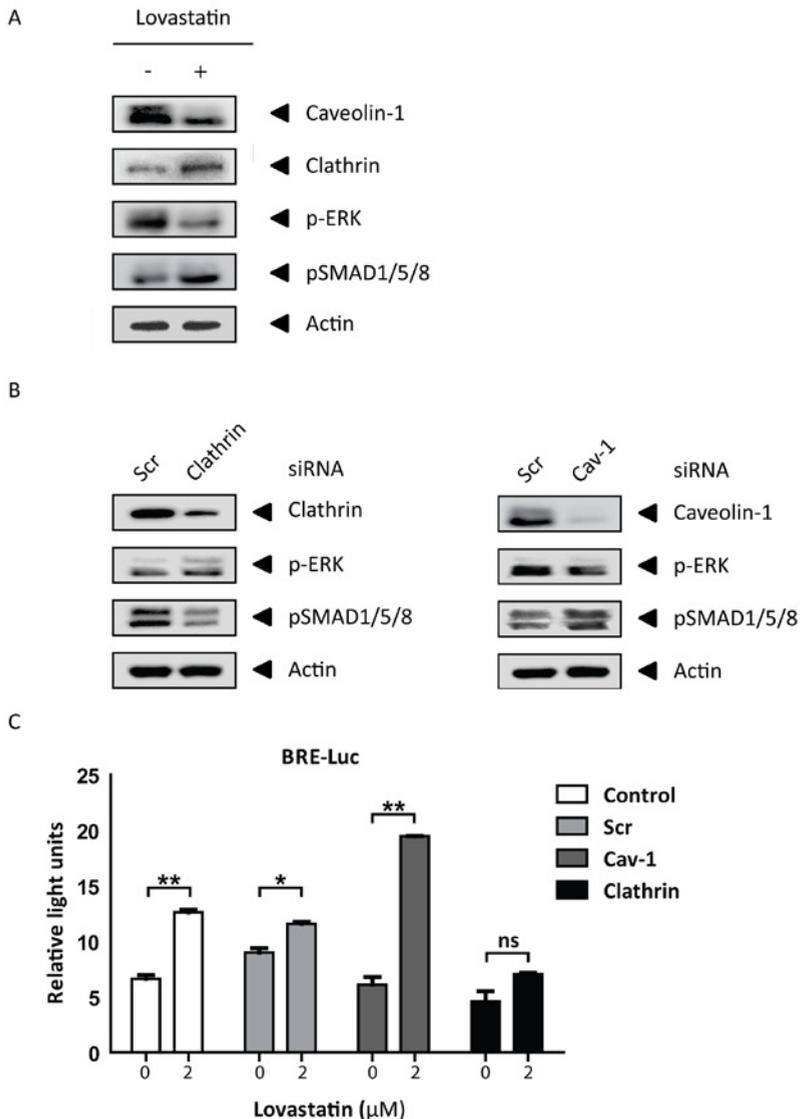 A
Lovastatin
- +
Caveolin-1
Clathrin
p-ERK
pSMAD1/5/8
Actin
B
Scr Clathrin siRNA
Clathrin
p-ERK
pSMAD1/5/8
Actin
Scr Cav-1 siRNA
Caveolin-1
p-ERK
pSMAD1/5/8
Actin
C
BRE-Luc
Relative light units
25
20
15
10
5
0
** * ** ns
Control
Scr
Cav-1
Clathrin
0 2 0 2 0 2 0 2
Lovastatin (µM)